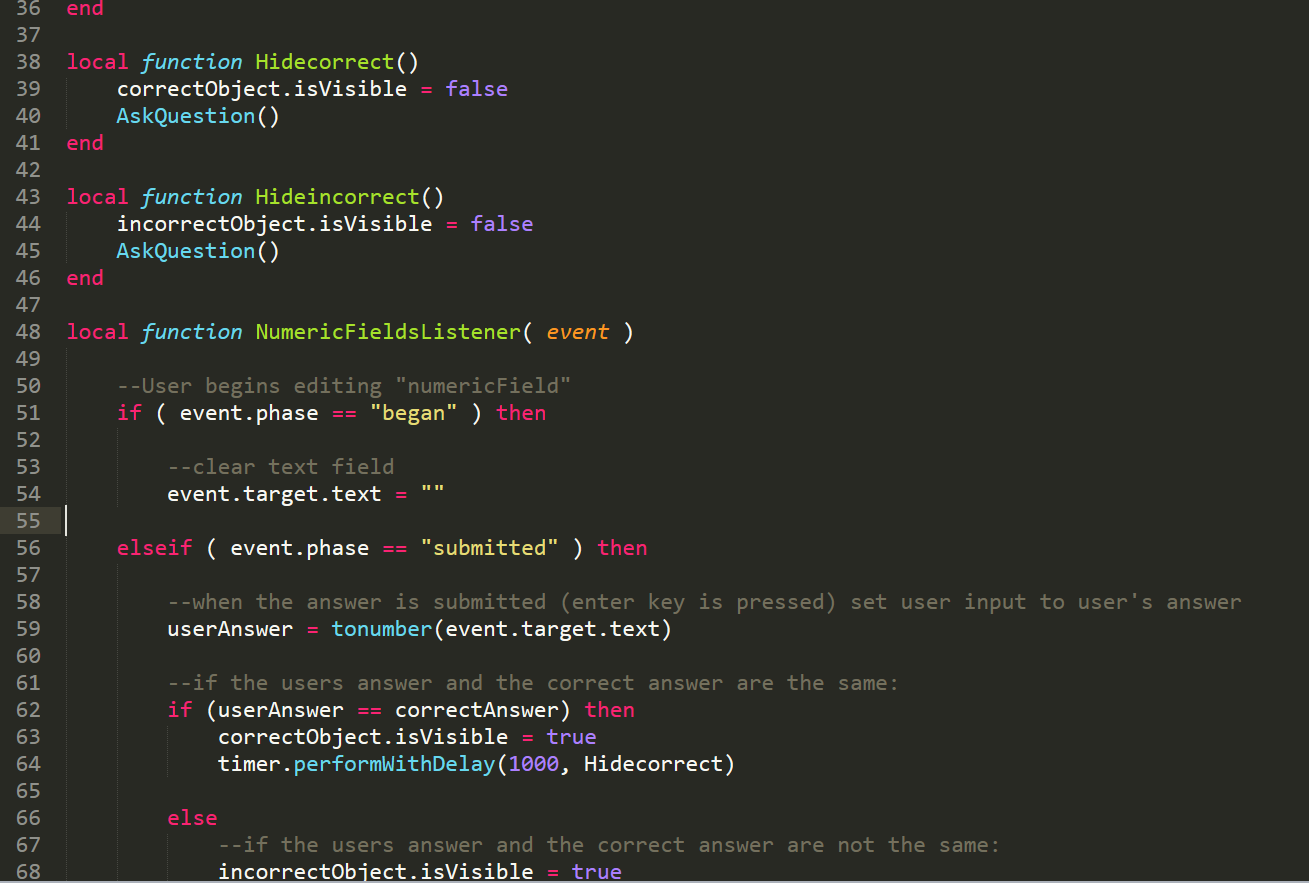 36 end
37
38 local function Hidecorrect()
39 correctObject.isVisible = false
40 AskQuestion()
41 end
42
43 local function Hideincorrect()
44 incorrectObject.isVisible = false
45 AskQuestion()
46 end
47
48 local function NumericFieldsListener( event )
49
50 --User begins editing "numericField"
51 if ( event.phase == "began" ) then
52
53 --clear text field
54 event.target.text = ""
55
56 elseif ( event.phase == "submitted" ) then
57
58 --when the answer is submitted (enter key is pressed) set user input to user's answer
59 userAnswer = tonumber(event.target.text)
60
61 --if the users answer and the correct answer are the same:
62 if (userAnswer == correctAnswer) then
63 correctObject.isVisible = true
64 timer.performWithDelay(1000, Hidecorrect)
65
66 else
67 --if the users answer and the correct answer are not the same:
68 incorrectObject.isVisible = true